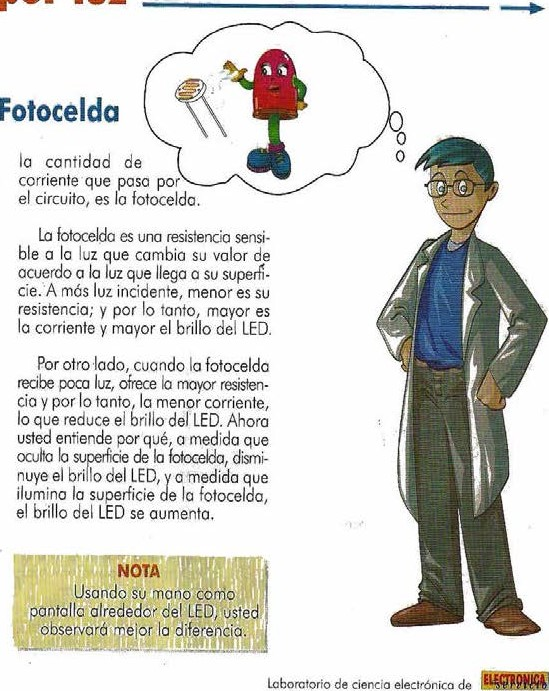 por luz
Fotocelda
la cantidad de
corriente que pasa por
el circuito, es la fotocelda.
La fotocelda es una resistencia sensi-
ble a la luz que cambia su valor de
acuerdo a la luz que llega a su superfi-
cie. A más luz incidente, menor es su
resistencia; y por lo tanto, mayor es
la corriente y mayor el brillo del LED.
Por otro lado, cuando la fotocelda
recibe poca luz, ofrece la mayor resisten-
cia y por lo tanto, la menor corriente,
lo que reduce el brillo del LED. Ahora
usted entiende por qué, a medida que
oculta la superficie de la fotocelda, dismi-
nuye el brillo del LED, y a medida que
ilumina la superficie de la fotocelda,
el brillo del LED se aumenta.
NOTA
Usando su mano como
pantalla alrededor del LED, usted
observará mejor la diferencia.
Laboratorio de ciencia electrónica de ELECTRONICA